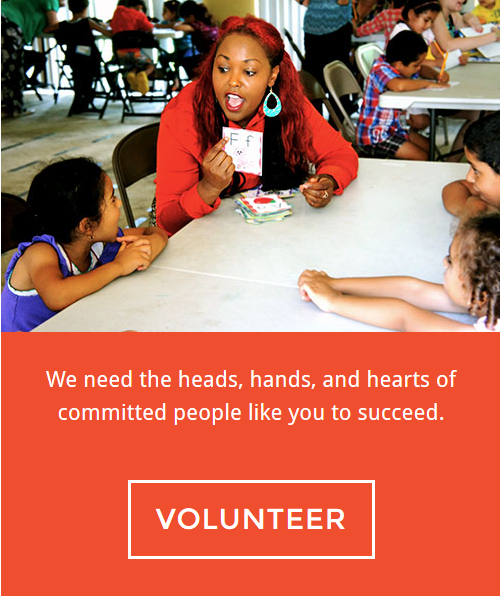 F f
We need the heads, hands, and hearts of
committed people like you to succeed.
VOLUNTEER